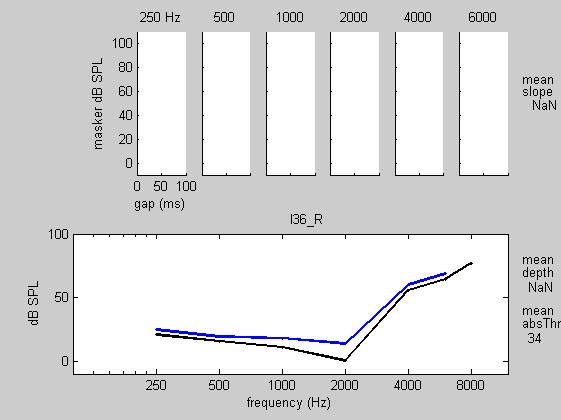 250 Hz 500 1000 2000 4000 6000
100
80
60
40
20
0
masker dB SPL
0 50 100
gap (ms)
mean
slope
NaN
I36_R
100
50
0
dB SPL
250 500 1000 2000 4000 8000
frequency (Hz)
mean
depth
NaN
mean
absThr
34